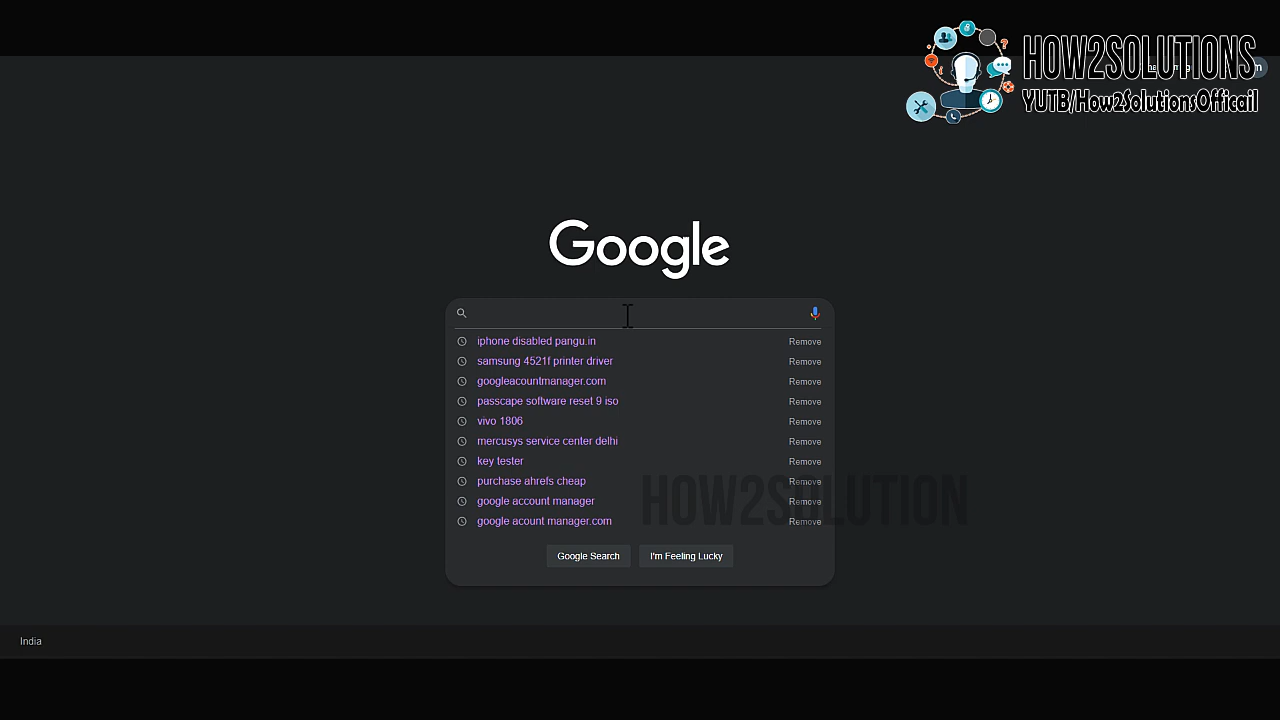 HOW2SOLUTIONS
YUTB/How2SolutionsOfficail
Google
iphone disabled pangu.in Remove
samsung 4521f printer driver Remove
googleacountmanager.com Remove
passcape software reset 9 iso Remove
vivo 1806 Remove
mercusys service center delhi Remove
key tester Remove
purchase ahrefs cheap Remove
google account manager Remove
google acount manager.com Remove
HOW2SOLUTION
Google Search I'm Feeling Lucky
India